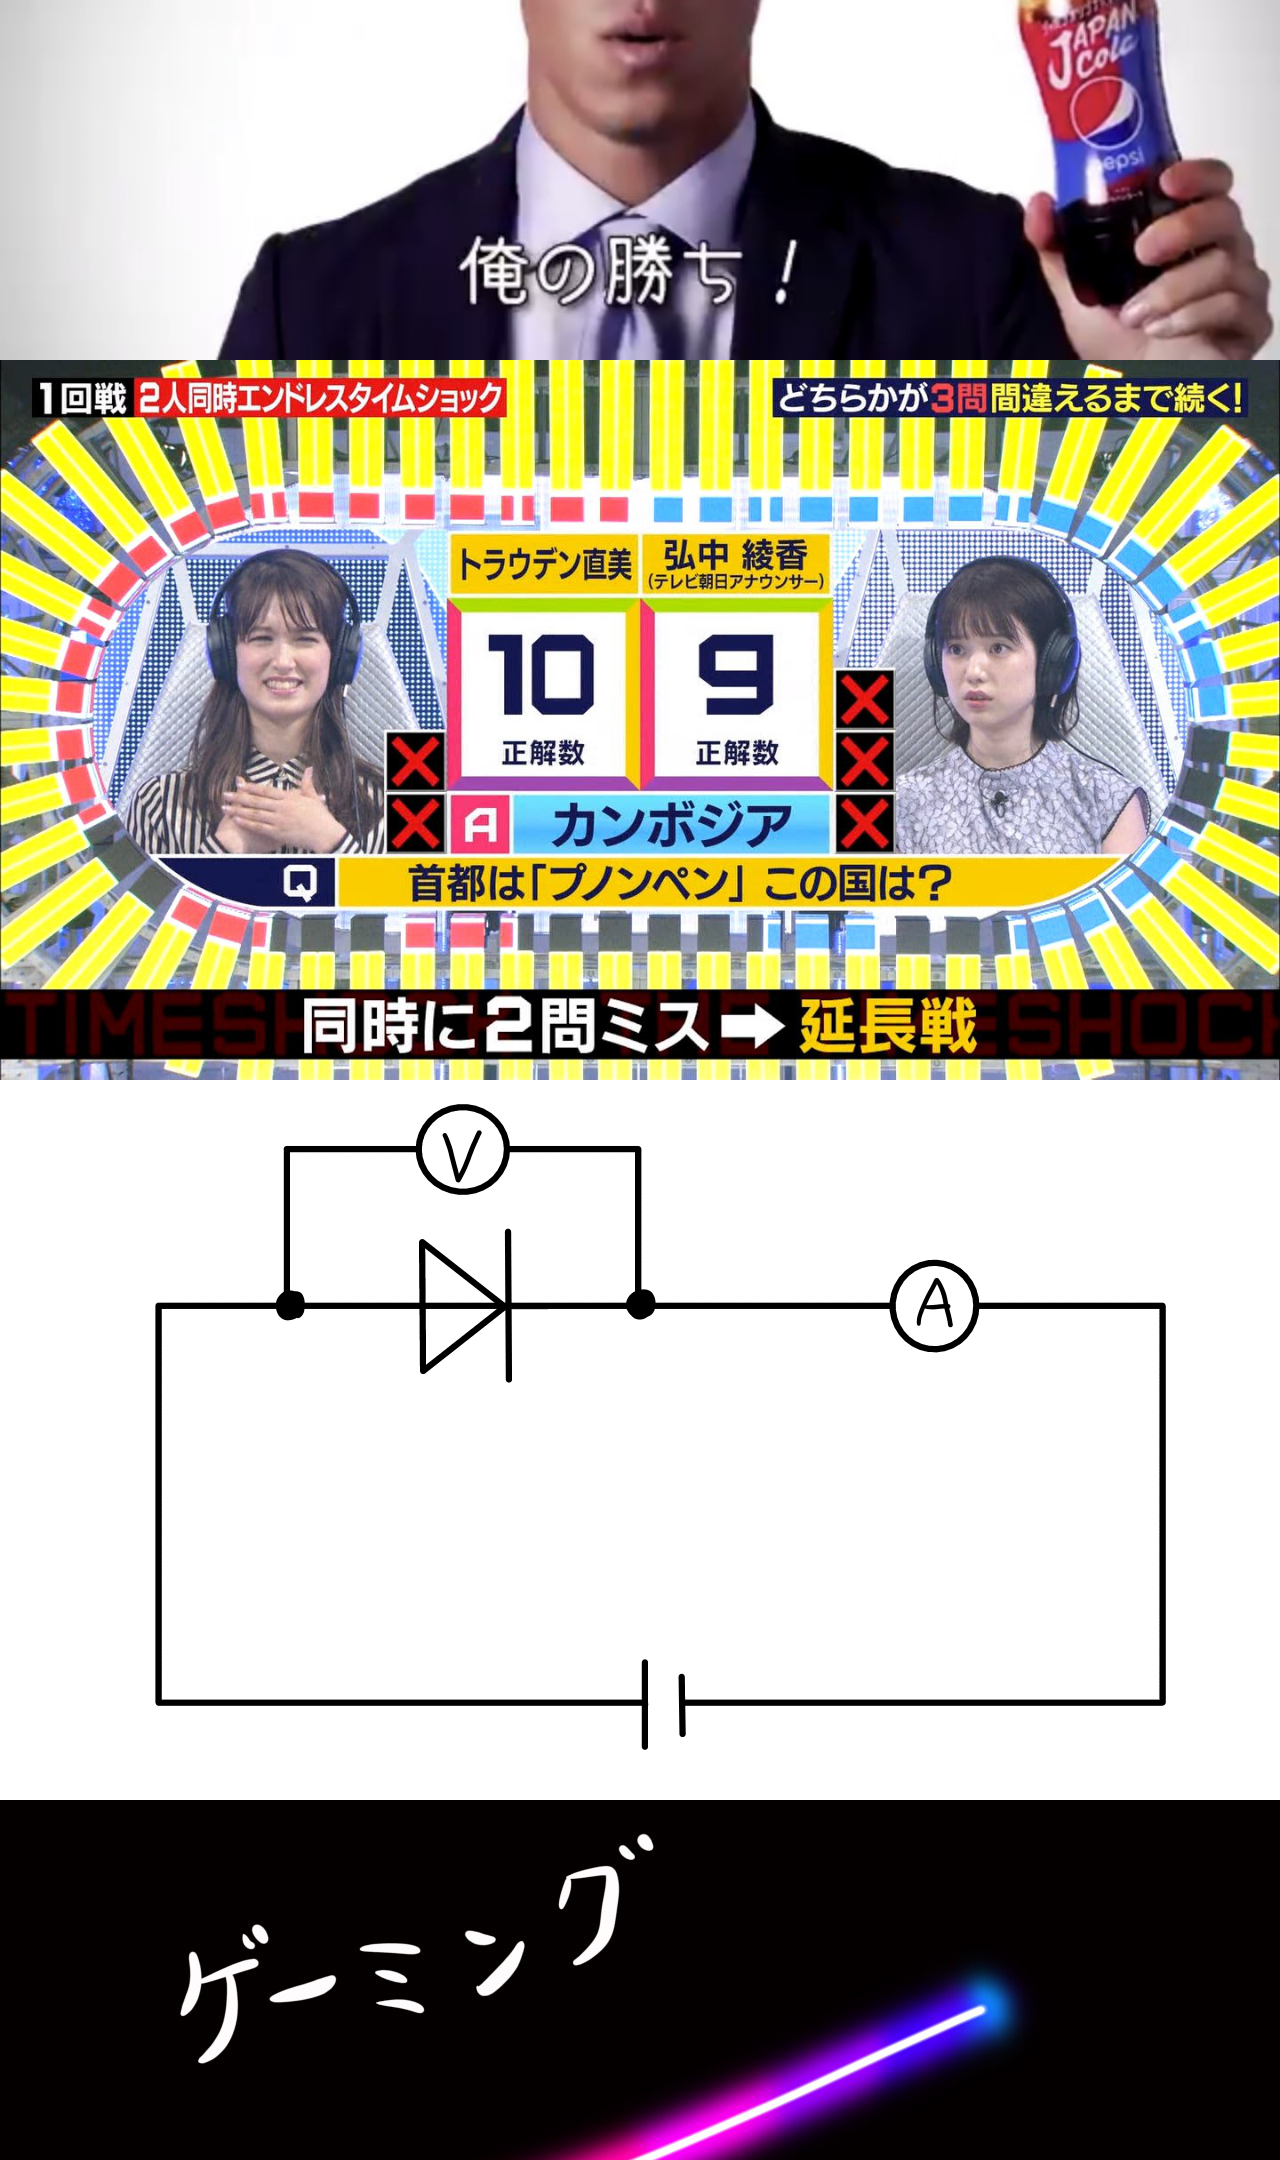 JAPAN
Cola
pepsi
俺の勝ち!
1回戦 2人同時エンドレスタイムショック
どちらかが3問間違えるまで続く!
トラウデン直美
弘中 綾香
(テレビ朝日アナウンサー)
10
9
正解数
正解数
A カンボジア
Q 首都は「プノンペン」この国は?
同時に2問ミス➡延長戦
V
A
ゲーミング